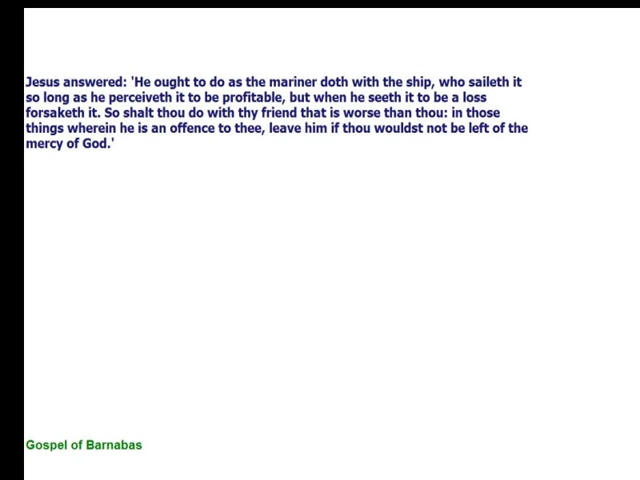 Jesus answered: 'He ought to do as the mariner doth with the ship, who saileth it
so long as he perceiveth it to be profitable, but when he seeth it to be a loss
forsaketh it. So shalt thou do with thy friend that is worse than thou: in those
things wherein he is an offence to thee, leave him if thou wouldst not be left of the
mercy of God.'
Gospel of Barnabas